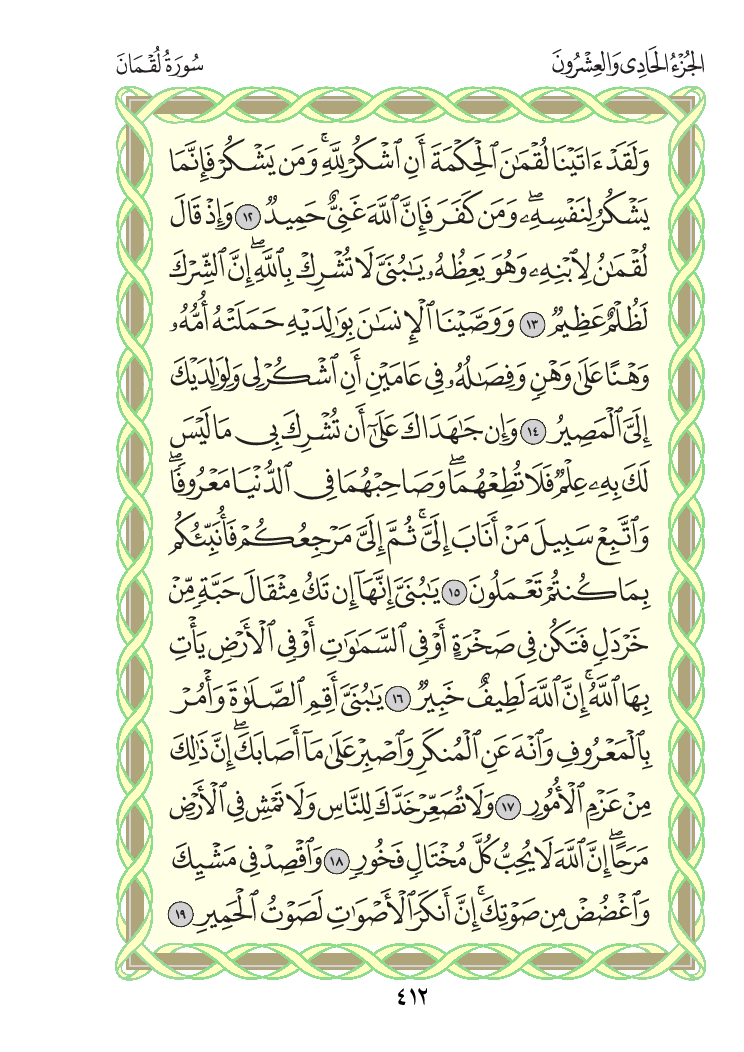 الجُزْءُ الحَادِي وَالعِشْرُونَ
سُورَةُ لُقْمَانَ
وَلَقَدْ ءَاتَيْنَا لُقْمَٰنَ ٱلْحِكْمَةَ أَنِ ٱشْكُرْ لِلَّهِۚ وَمَن يَشْكُرْ فَإِنَّمَا
يَشْكُرُ لِنَفْسِهِۦۖ وَمَن كَفَرَ فَإِنَّ ٱللَّهَ غَنِىٌّ حَمِيدٌ ١٢ وَإِذْ قَالَ
لُقْمَٰنُ لِٱبْنِهِۦ وَهُوَ يَعِظُهُۥ يَٰبُنَىَّ لَا تُشْرِكْ بِٱللَّهِۖ إِنَّ ٱلشِّرْكَ
لَظُلْمٌ عَظِيمٌ ١٣ وَوَصَّيْنَا ٱلْإِنسَٰنَ بِوَٰلِدَيْهِ حَمَلَتْهُ أُمُّهُۥ
وَهْنًا عَلَىٰ وَهْنٍ وَفِصَٰلُهُۥ فِى عَامَيْنِ أَنِ ٱشْكُرْ لِى وَلِوَٰلِدَيْكَ
إِلَىَّ ٱلْمَصِيرُ ١٤ وَإِن جَٰهَدَاكَ عَلَىٰٓ أَن تُشْرِكَ بِى مَا لَيْسَ
لَكَ بِهِۦ عِلْمٌ فَلَا تُطِعْهُمَاۖ وَصَاحِبْهُمَا فِى ٱلدُّنْيَا مَعْرُوفًاۖ
وَٱتَّبِعْ سَبِيلَ مَنْ أَنَابَ إِلَىَّۚ ثُمَّ إِلَىَّ مَرْجِعُكُمْ فَأُنَبِّئُكُم
بِمَا كُنتُمْ تَعْمَلُونَ ١٥ يَٰبُنَىَّ إِنَّهَآ إِن تَكُ مِثْقَالَ حَبَّةٍ مِّنْ
خَرْدَلٍ فَتَكُن فِى صَخْرَةٍ أَوْ فِى ٱلسَّمَٰوَٰتِ أَوْ فِى ٱلْأَرْضِ يَأْتِ
بِهَا ٱللَّهُۚ إِنَّ ٱللَّهَ لَطِيفٌ خَبِيرٌ ١٦ يَٰبُنَىَّ أَقِمِ ٱلصَّلَوٰةَ وَأْمُرْ
بِٱلْمَعْرُوفِ وَٱنْهَ عَنِ ٱلْمُنكَرِ وَٱصْبِرْ عَلَىٰ مَآ أَصَابَكَۖ إِنَّ ذَٰلِكَ
مِنْ عَزْمِ ٱلْأُمُورِ ١٧ وَلَا تُصَعِّرْ خَدَّكَ لِلنَّاسِ وَلَا تَمْشِ فِى ٱلْأَرْضِ
مَرَحًاۖ إِنَّ ٱللَّهَ لَا يُحِبُّ كُلَّ مُخْتَالٍ فَخُورٍ ١٨ وَٱقْصِدْ فِى مَشْيِكَ
وَٱغْضُضْ مِن صَوْتِكَۚ إِنَّ أَنكَرَ ٱلْأَصْوَٰتِ لَصَوْتُ ٱلْحَمِيرِ ١٩
٤١٢